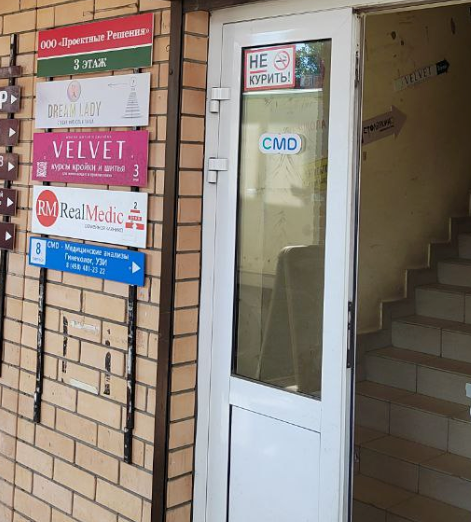 ООО «Проектные Решения»
3 ЭТАЖ
DREAM LADY
VELVET
курсы кройки и шитья
3
RM RealMedic
2
8
CMD - Медицинские анализы
Гинеколог, УЗИ
НЕ
КУРИТЬ!
CMD
VELVET